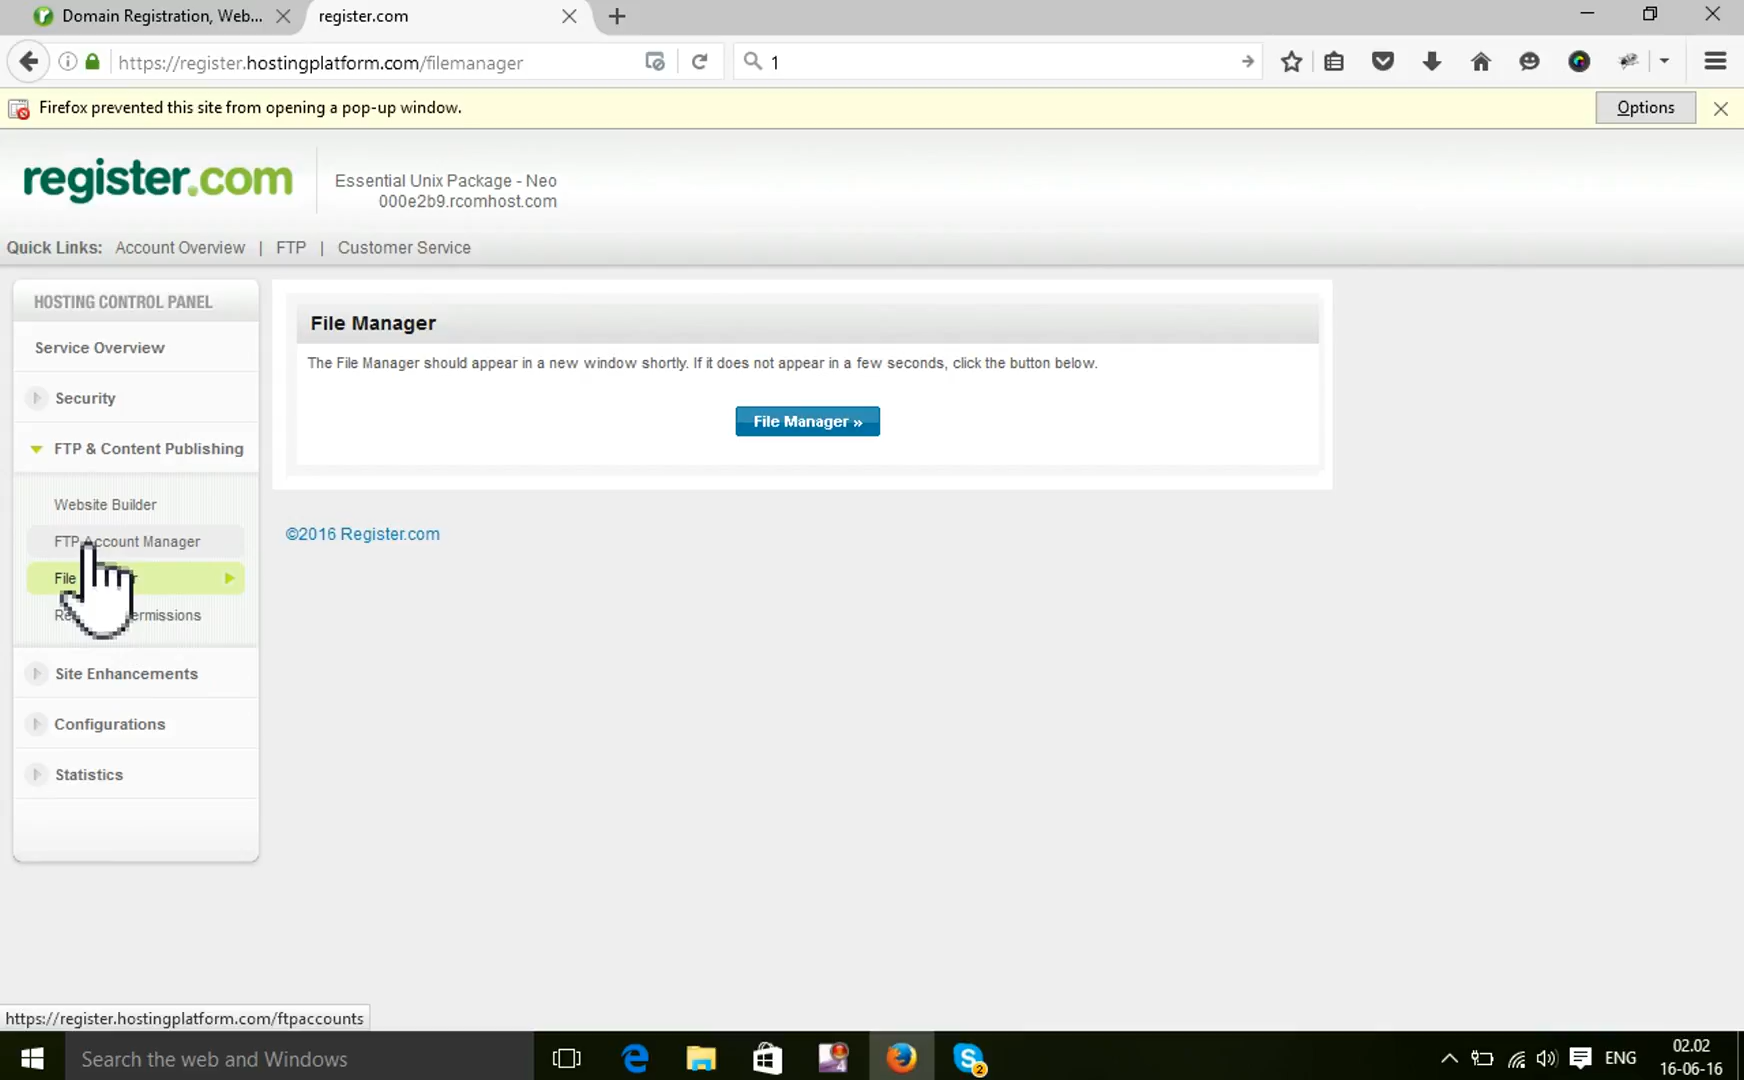 Domain Registration, Web...
register.com
https://register.hostingplatform.com/filemanager
1
Firefox prevented this site from opening a pop-up window.
Options
register.com
Essential Unix Package - Neo
000e2b9.rcomhost.com
Quick Links: Account Overview | FTP | Customer Service
HOSTING CONTROL PANEL
Service Overview
Security
FTP & Content Publishing
Website Builder
FTP Account Manager
File
Site Enhancements
Configurations
Statistics
File Manager
The File Manager should appear in a new window shortly. If it does not appear in a few seconds, click the button below.
File Manager »
©2016 Register.com
https://register.hostingplatform.com/ftpaccounts
Search the web and Windows
4
2
ENG
02.02
16-06-16